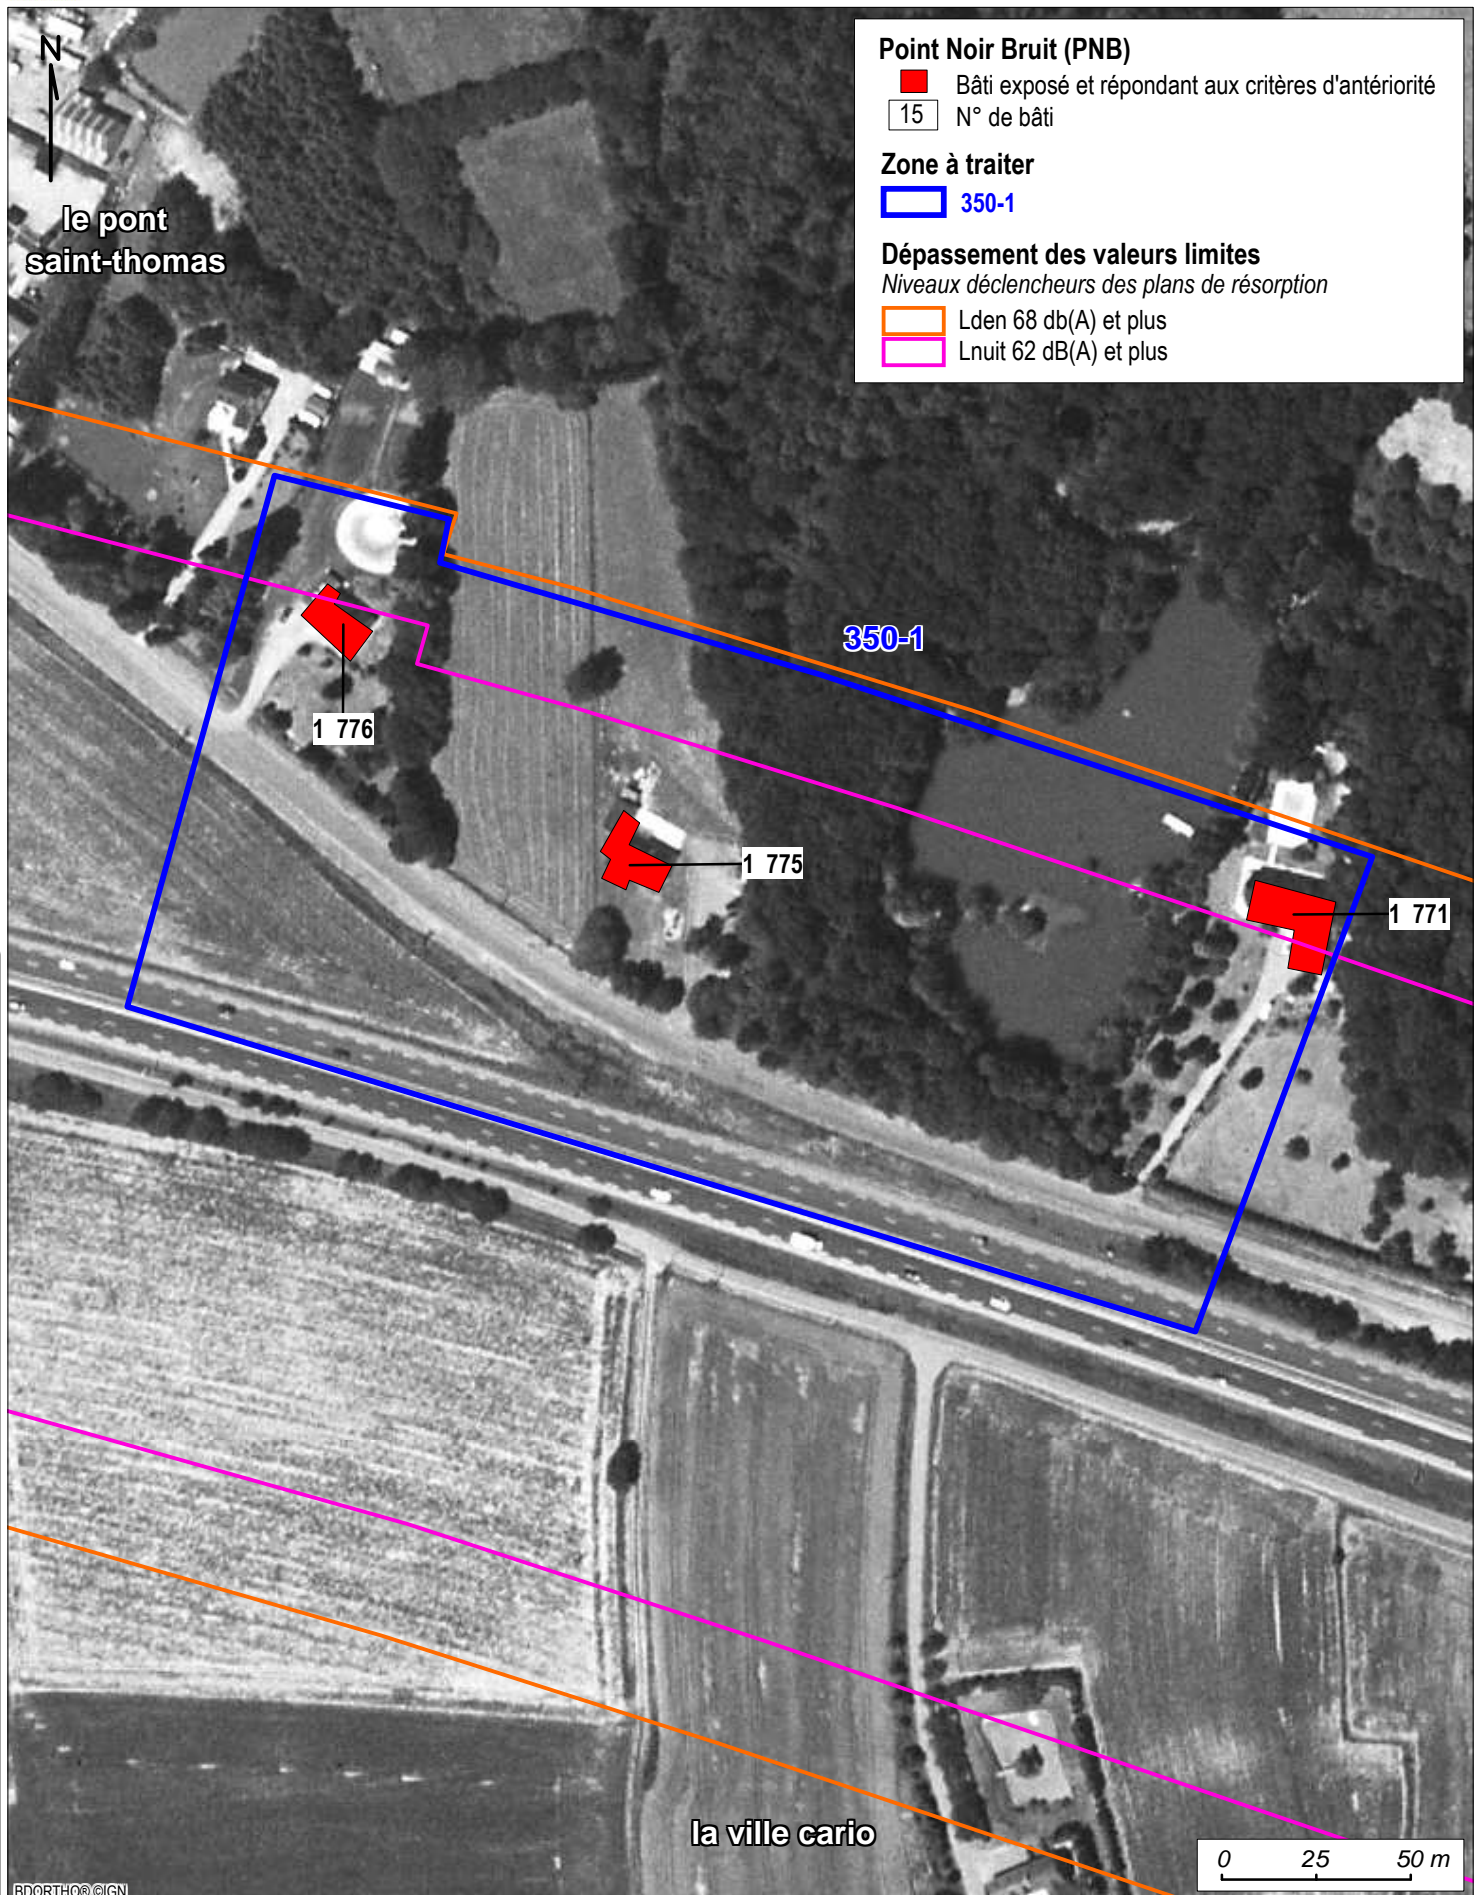 N
le pont
saint-thomas
Point Noir Bruit (PNB)
Bâti exposé et répondant aux critères d'antériorité
15 N° de bâti
Zone à traiter
350-1
Dépassement des valeurs limites
Niveaux déclencheurs des plans de résorption
Lden 68 db(A) et plus
Lnuit 62 dB(A) et plus
350-1
1 776
1 775
1 771
la ville cario
0 25 50 m
BDORTHO® ©IGN